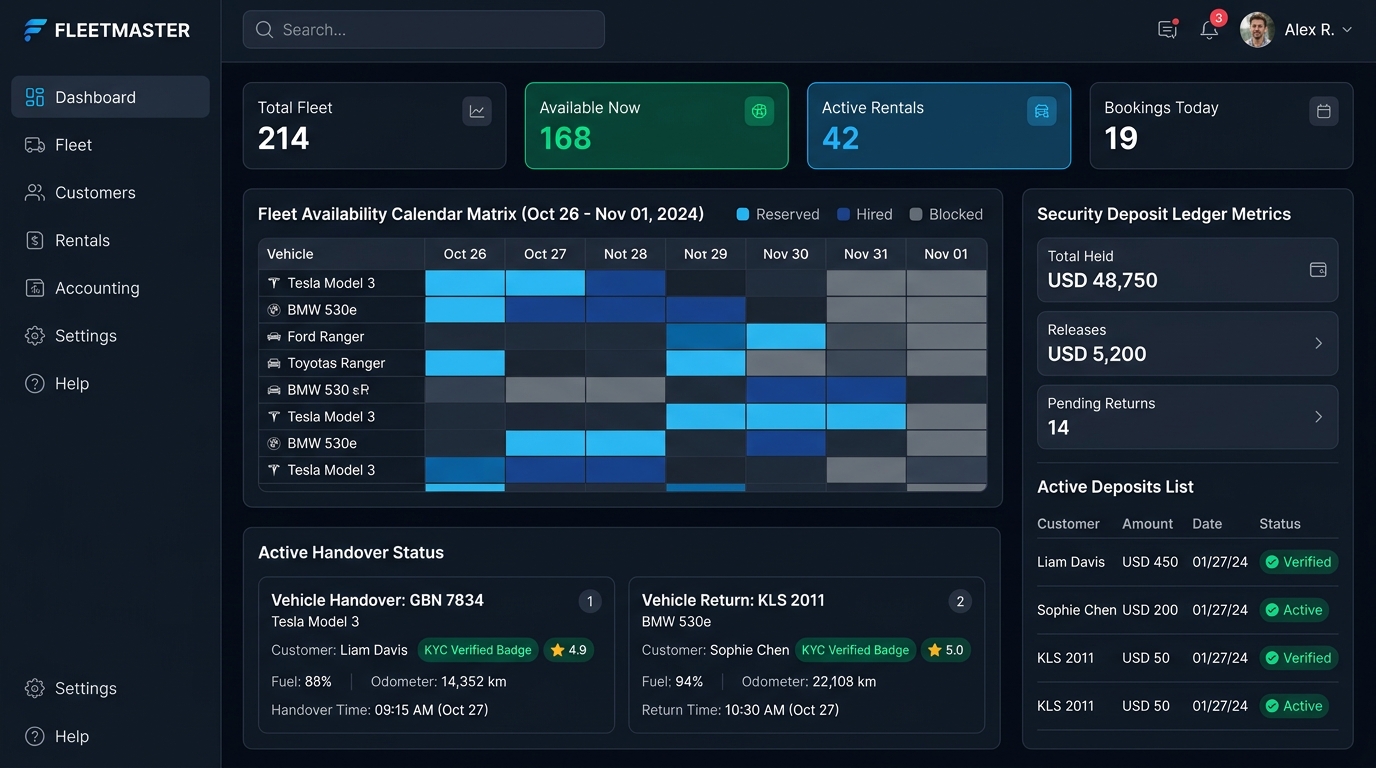 FLEETMASTER
Search...
3
Alex R.
Dashboard
Fleet
Customers
Rentals
Accounting
Settings
Help
Settings
Help
Total Fleet
214
Available Now
168
Active Rentals
42
Bookings Today
19
Fleet Availability Calendar Matrix (Oct 26 - Nov 01, 2024)
Reserved Hired Blocked
Vehicle Oct 26 Oct 27 Not 28 Not 29 Nov 30 Nov 31 Nov 01
Tesla Model 3
BMW 530e
Ford Ranger
Toyotas Ranger
BMW 530
Tesla Model 3
BMW 530e
Tesla Model 3
Active Handover Status
Vehicle Handover: GBN 7834 1
Tesla Model 3
Customer: Liam Davis KYC Verified Badge 4.9
Fuel: 88% Odometer: 14,352 km
Handover Time: 09:15 AM (Oct 27)
Vehicle Return: KLS 2011 2
BMW 530e
Customer: Sophie Chen KYC Verified Badge 5.0
Fuel: 94% Odometer: 22,108 km
Return Time: 10:30 AM (Oct 27)
Security Deposit Ledger Metrics
Total Held
USD 48,750
Releases
USD 5,200
Pending Returns
14
Active Deposits List
Customer Amount Date Status
Liam Davis USD 450 01/27/24 Verified
Sophie Chen USD 200 01/27/24 Active
KLS 2011 USD 50 01/27/24 Verified
KLS 2011 USD 50 01/27/24 Active